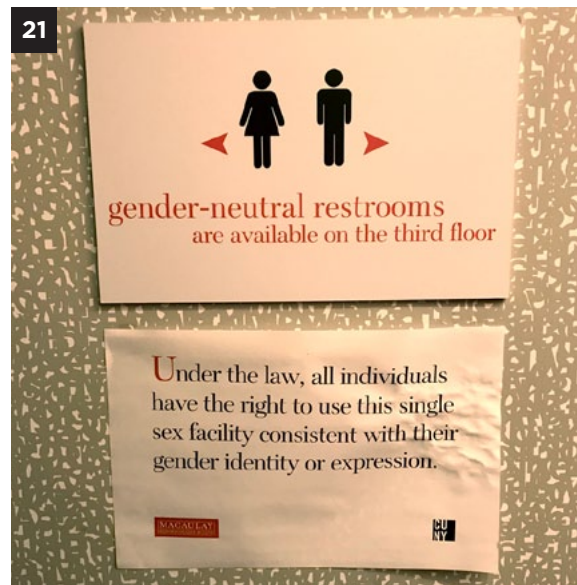 21
gender-neutral restrooms
are available on the third floor
Under the law, all individuals
have the right to use this single
sex facility consistent with their
gender identity or expression.
MACAULAY
CU
NY